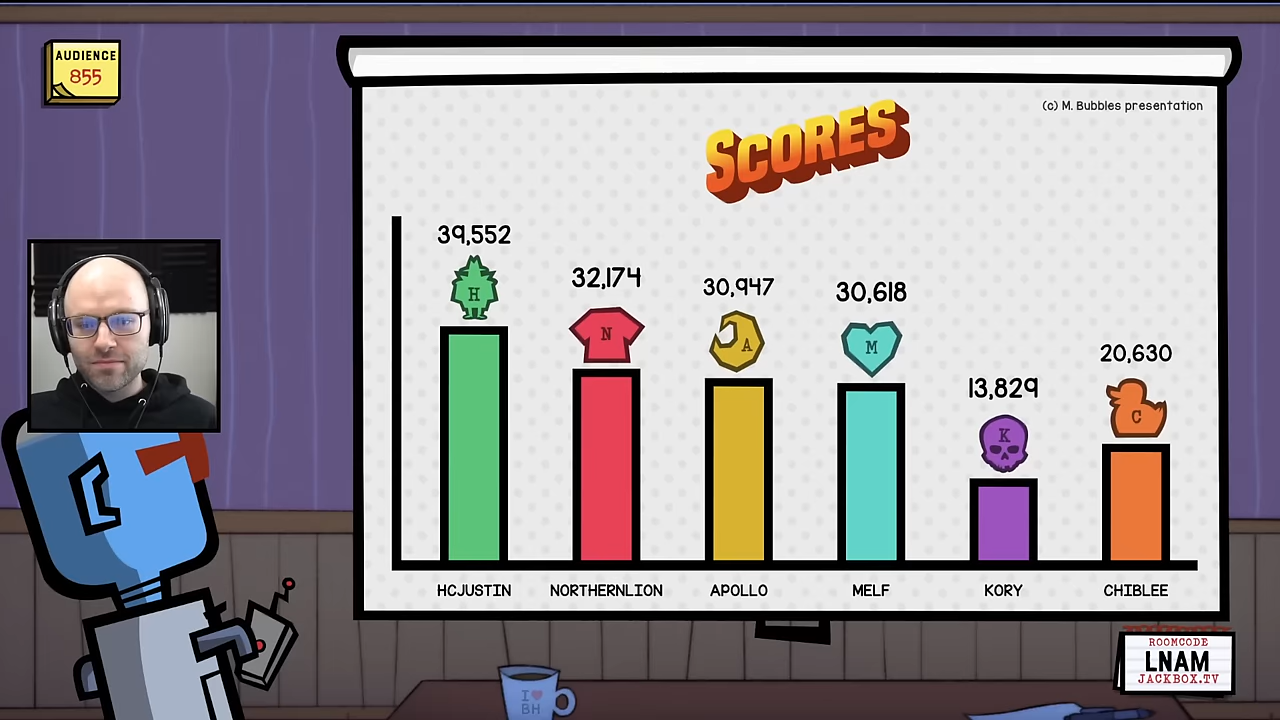 AUDIENCE
855
(c) M. Bubbles presentation
SCORES
39,552
32,174
30,947
30,618
13,829
20,630
H
N
A
M
K
C
HCJUSTIN
NORTHERNLION
APOLLO
MELF
KORY
CHIBLEE
ROOMCODE
LNAM
JACKBOX.TV
I ❤
BH